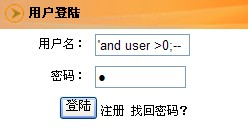 用户登陆
用户名： 'and user >0;--
密码： ●
登陆 注册 找回密码？